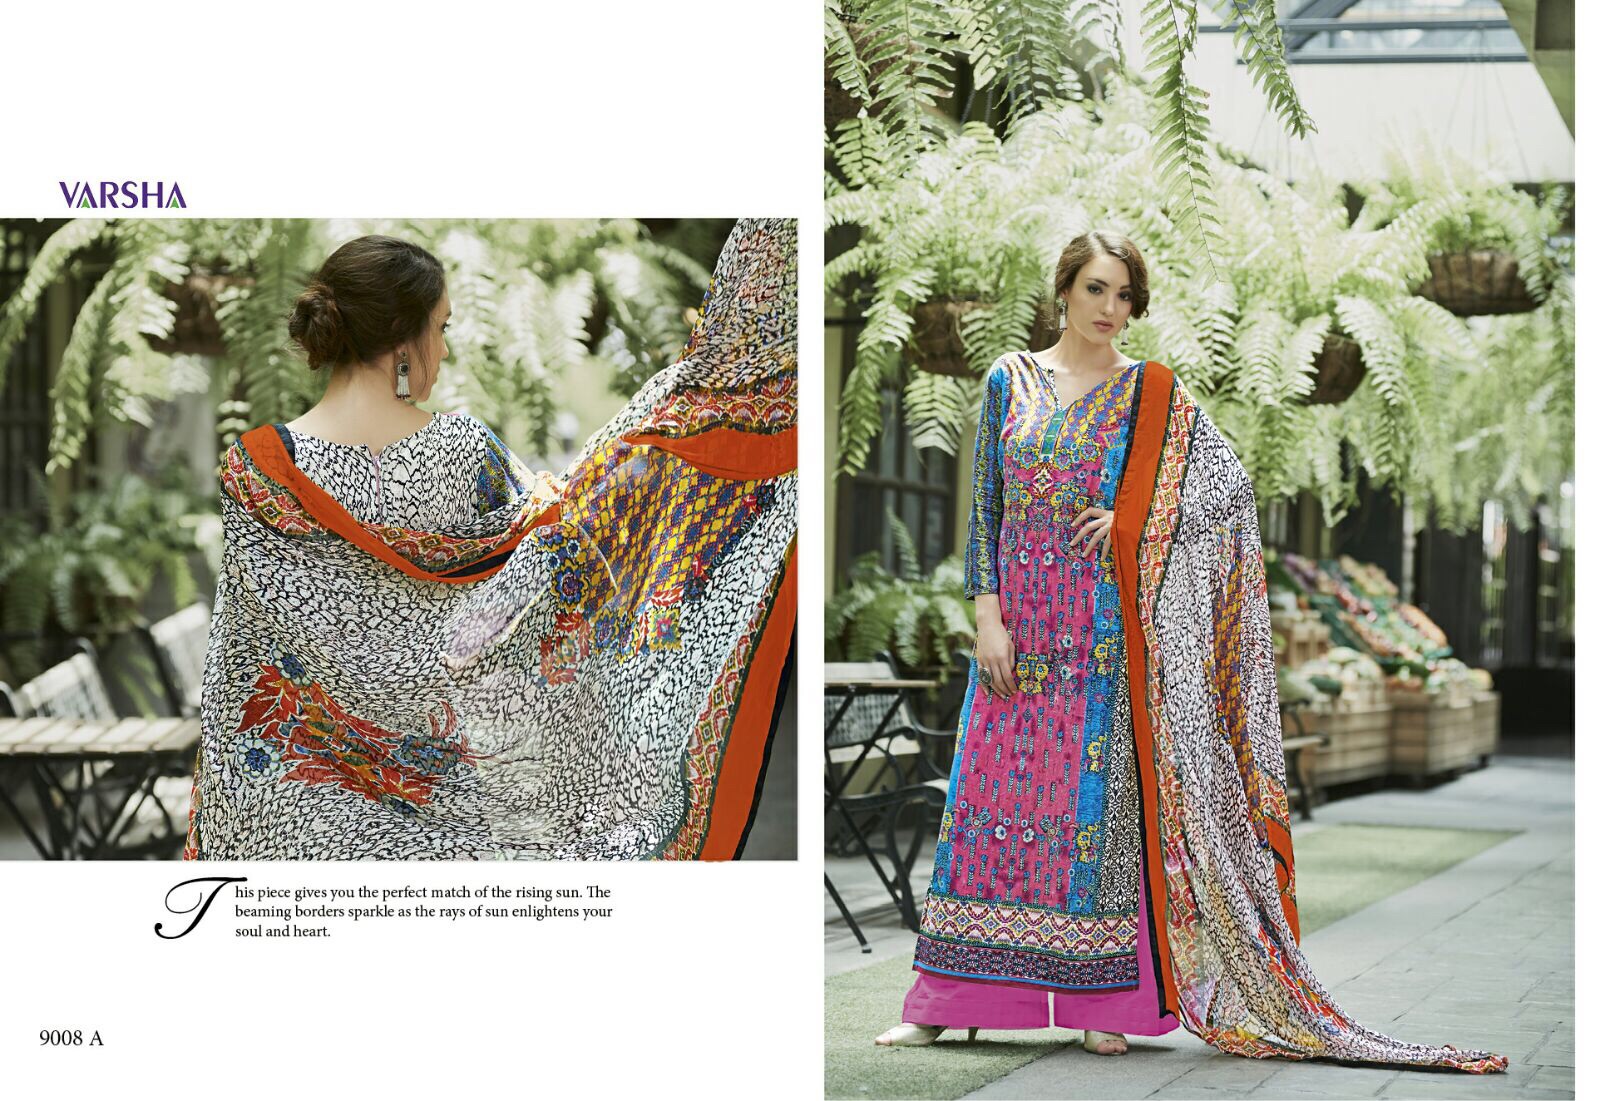 VARSHA
This piece gives you the perfect match of the rising sun. The
beaming borders sparkle as the rays of sun enlightens your
soul and heart.
9008 A